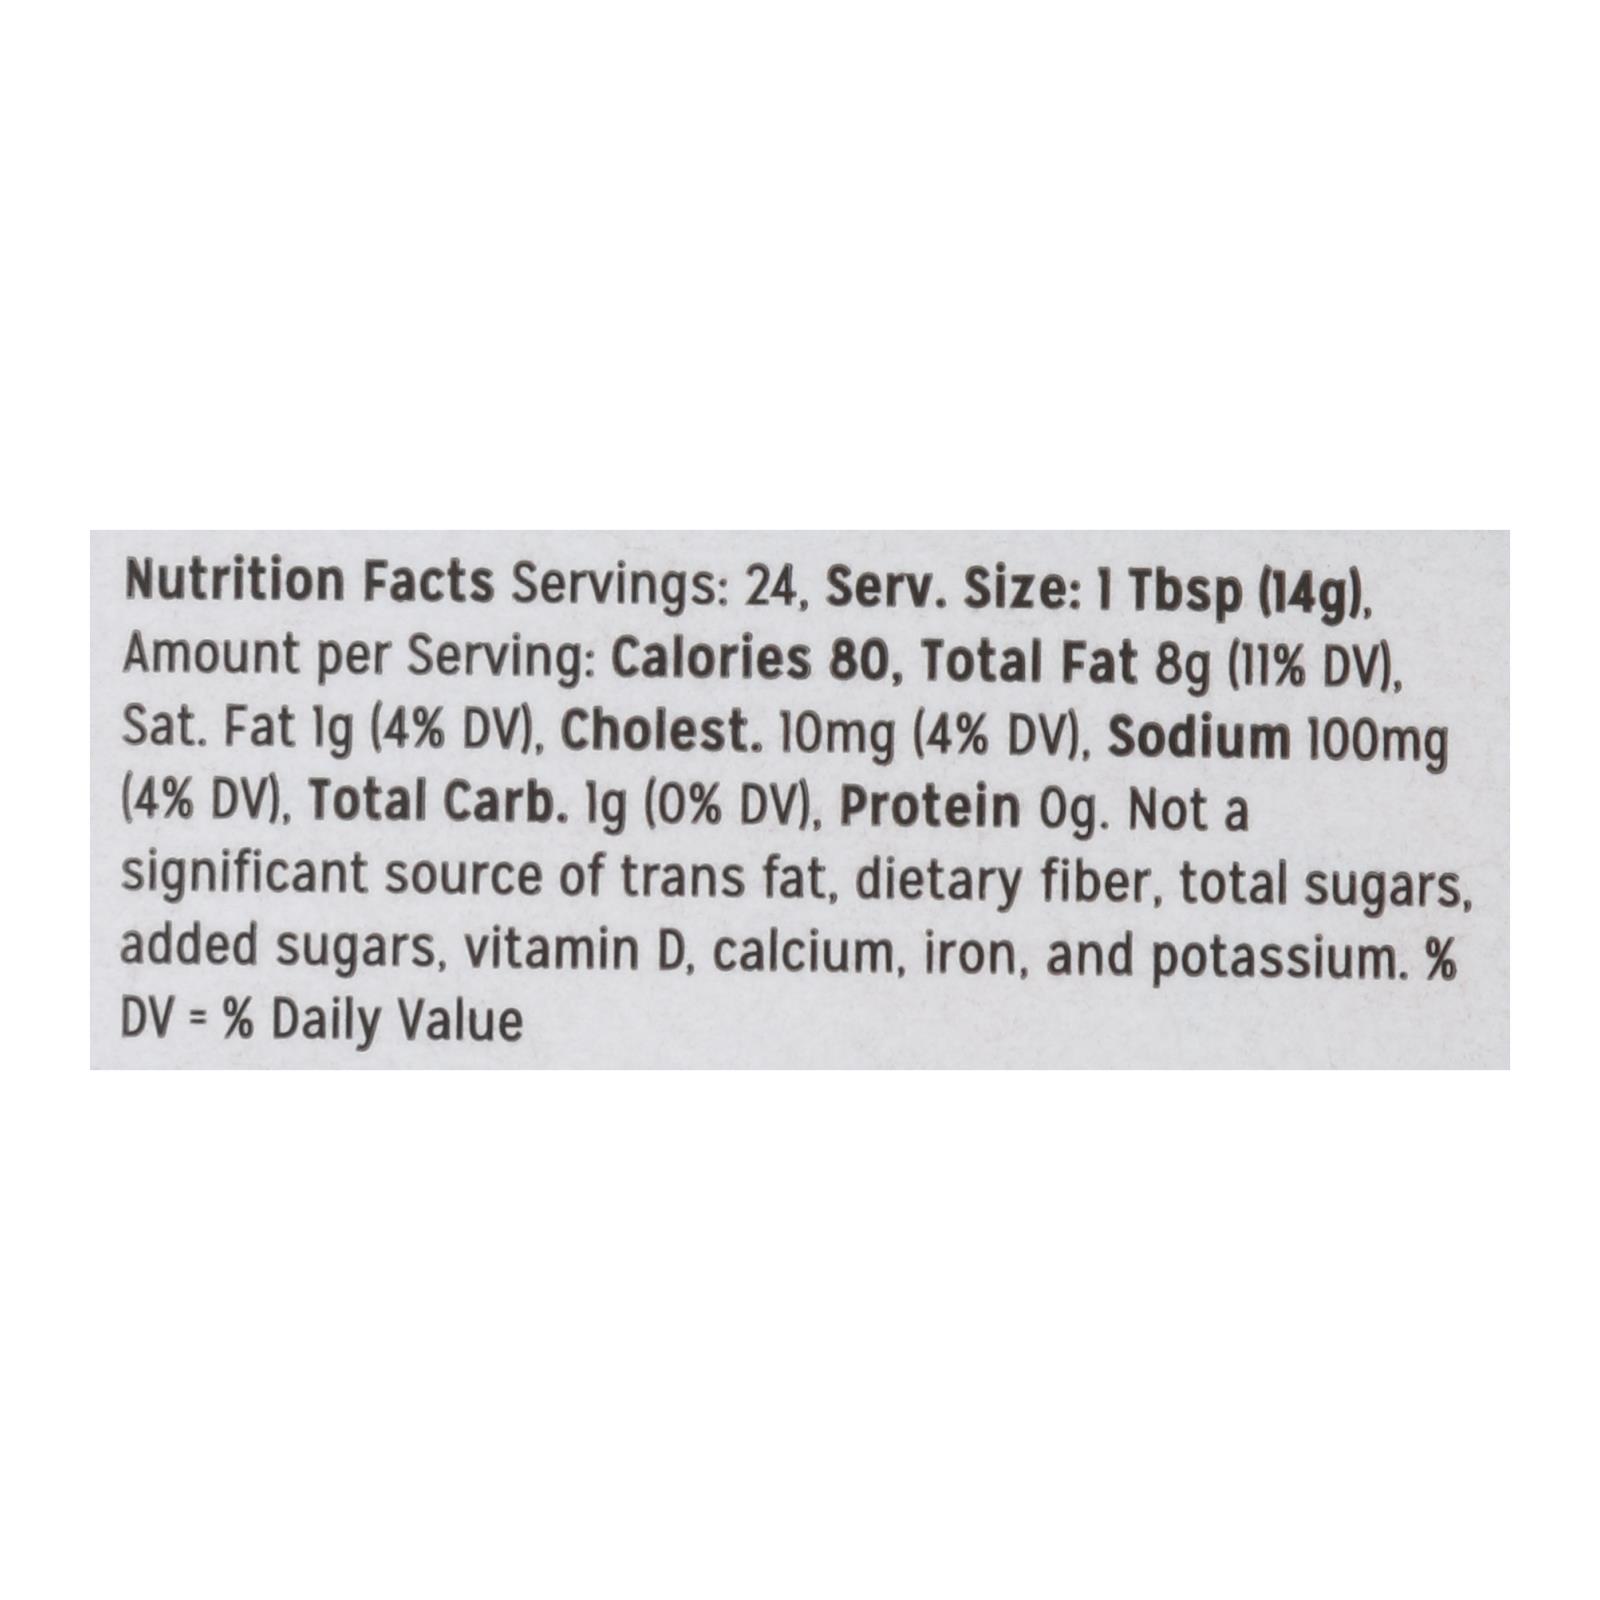 Nutrition Facts Servings: 24, Serv. Size: 1 Tbsp (14g),
Amount per Serving: Calories 80, Total Fat 8g (11% DV),
Sat. Fat 1g (4% DV), Cholest. 10mg (4% DV), Sodium 100mg
(4% DV), Total Carb. 1g (0% DV), Protein 0g. Not a
significant source of trans fat, dietary fiber, total sugars,
added sugars, vitamin D, calcium, iron, and potassium. %
DV = % Daily Value